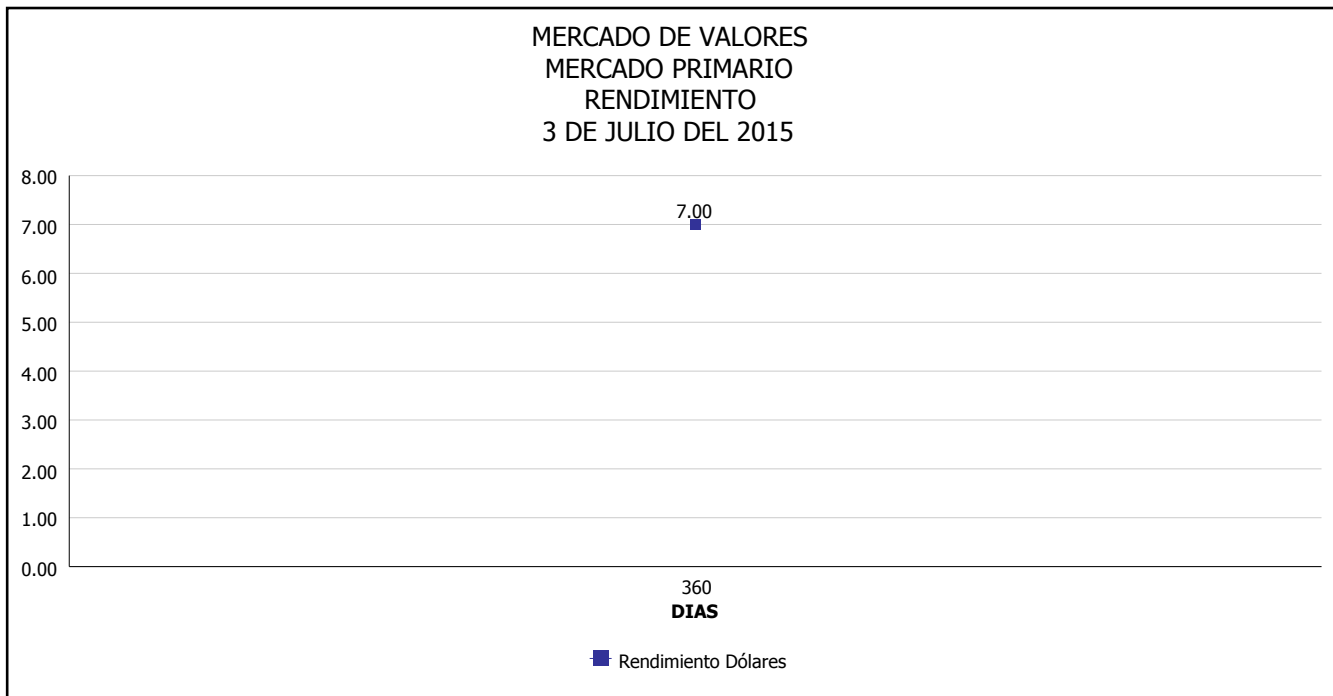 MERCADO DE VALORES
MERCADO PRIMARIO
RENDIMIENTO
3 DE JULIO DEL 2015
8.00
7.00
7.00
6.00
5.00
4.00
3.00
2.00
1.00
0.00
360
DIAS
Rendimiento Dólares